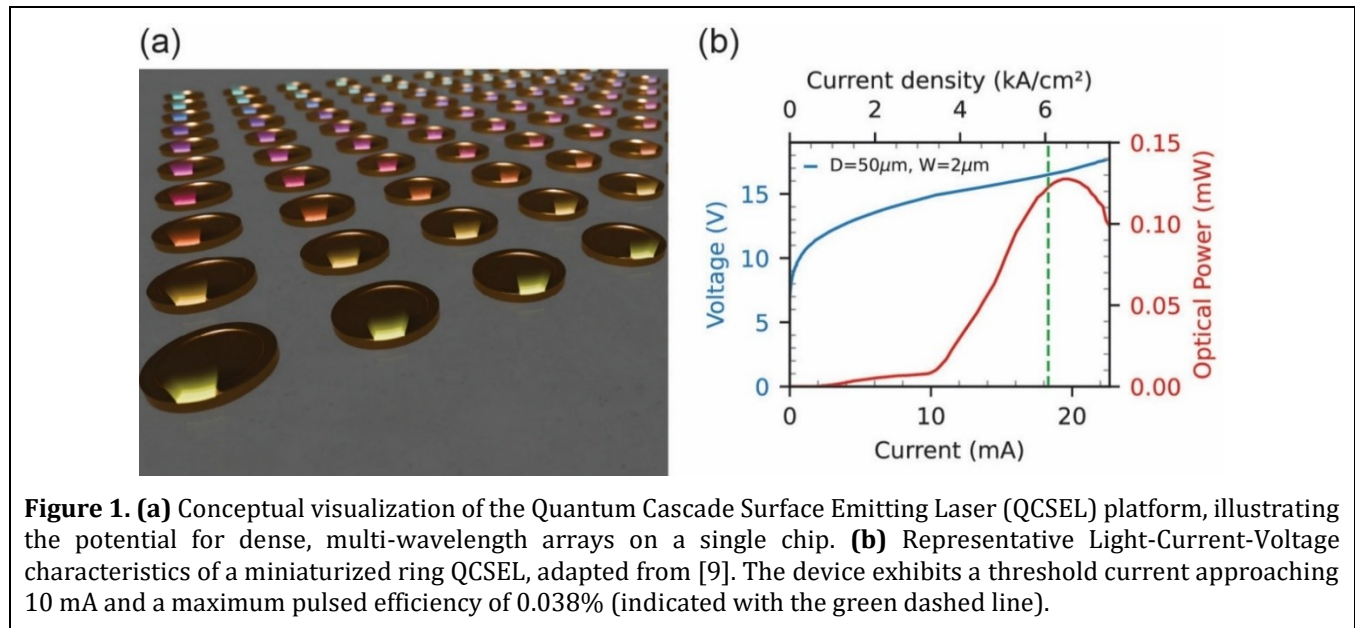 (a)
(b)
Current density (kA/cm²)
0 2 4 6
D=50μm, W=2μm
Voltage (V)
15
10
5
0
0.15
0.10
0.05
0.00
Optical Power (mW)
0 10 20
Current (mA)
Figure 1. (a) Conceptual visualization of the Quantum Cascade Surface Emitting Laser (QCSEL) platform, illustrating
the potential for dense, multi-wavelength arrays on a single chip. (b) Representative Light-Current-Voltage
characteristics of a miniaturized ring QCSEL, adapted from [9]. The device exhibits a threshold current approaching
10 mA and a maximum pulsed efficiency of 0.038% (indicated with the green dashed line).